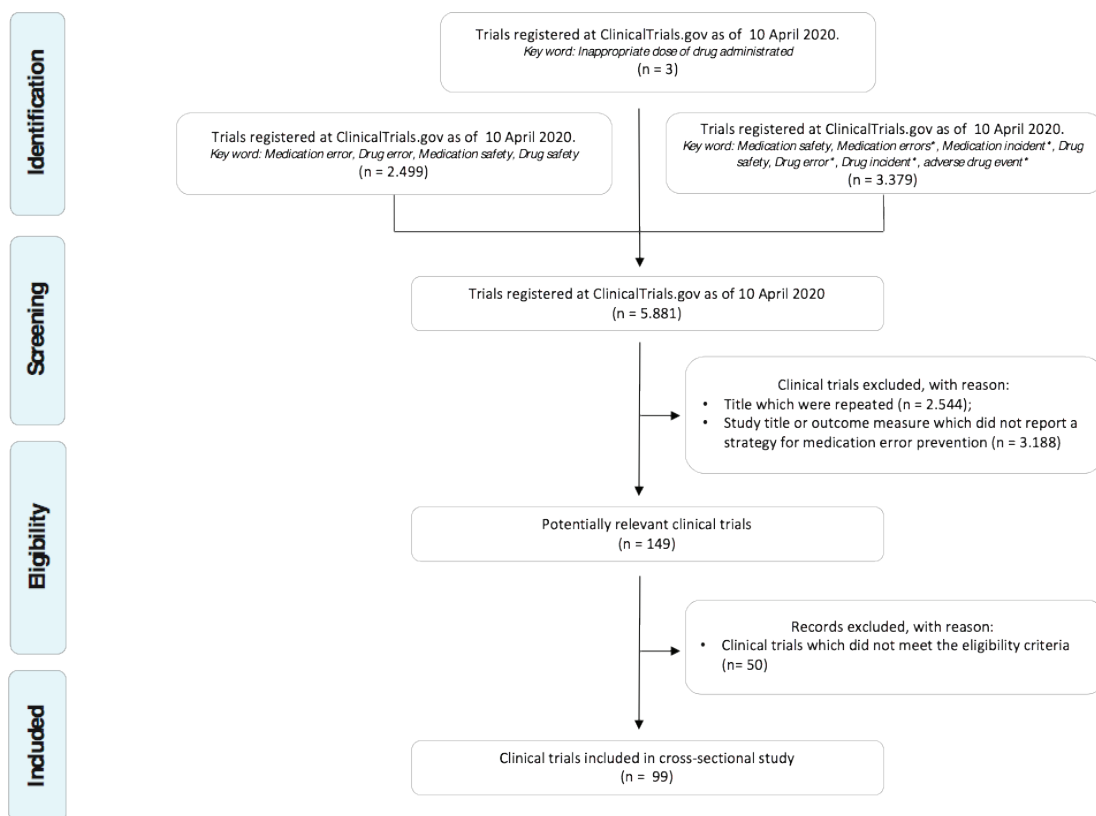 Identification
Trials registered at ClinicalTrials.gov as of 10 April 2020.
Key word: Inappropriate dose of drug administrated
(n = 3)
Trials registered at ClinicalTrials.gov as of 10 April 2020.
Key word: Medication error, Drug error, Medication safety, Drug safety
(n = 2.499)
Trials registered at ClinicalTrials.gov as of 10 April 2020.
Key word: Medication safety, Medication errors*, Medication incident*, Drug
safety, Drug error*, Drug incident*, adverse drug event*
(n = 3.379)
Screening
Trials registered at ClinicalTrials.gov as of 10 April 2020
(n = 5.881)
Clinical trials excluded, with reason:
• Title which were repeated (n = 2.544);
• Study title or outcome measure which did not report a
strategy for medication error prevention (n = 3.188)
Eligibility
Potentially relevant clinical trials
(n = 149)
Records excluded, with reason:
• Clinical trials which did not meet the eligibility criteria
(n= 50)
Included
Clinical trials included in cross-sectional study
(n = 99)